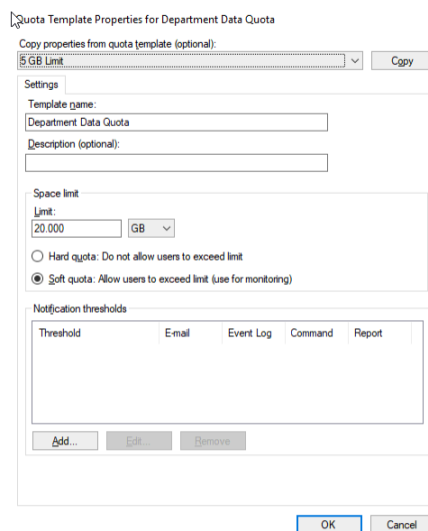 Quota Template Properties for Department Data Quota
Copy properties from quota template (optional):
5 GB Limit
Copy
Settings
Template name:
Department Data Quota
Description (optional):
Space limit
Limit:
20.000 GB
Hard quota: Do not allow users to exceed limit
Soft quota: Allow users to exceed limit (use for monitoring)
Notification thresholds
Threshold E-mail Event Log Command Report
Add... Edit... Remove
OK Cancel